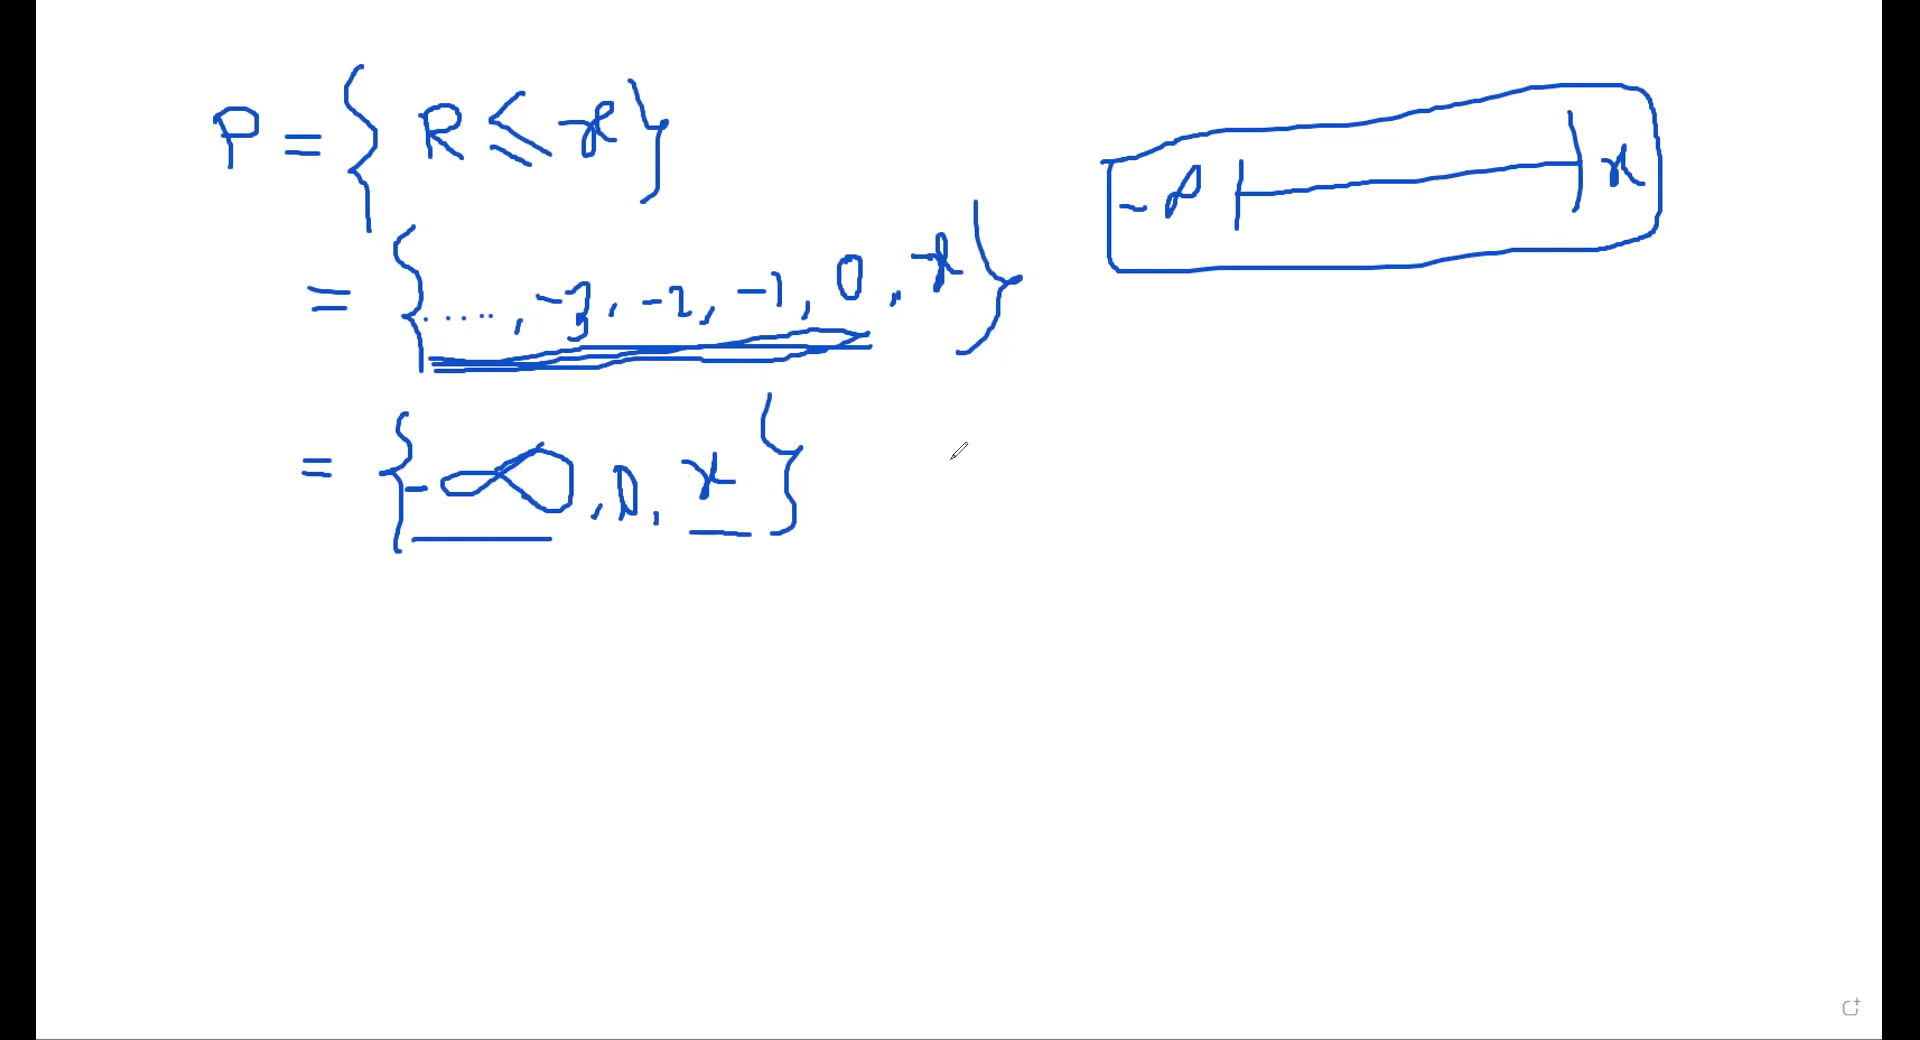 P = { R ≤ x }
= { ....., -3, -2, -1, 0, x }
= { -∞, 0, x }
-∞ x